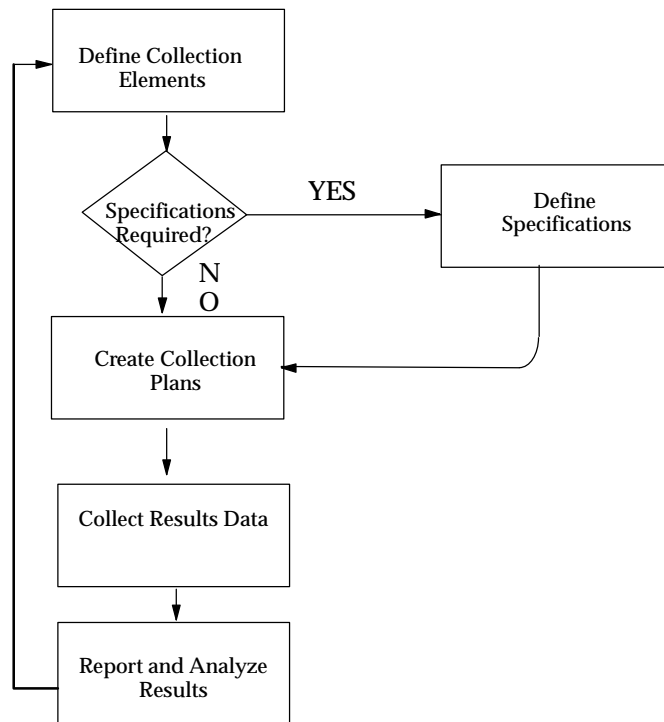 Define Collection
Elements
Specifications
Required?
YES
Define
Specifications
N
O
Create Collection
Plans
Collect Results Data
Report and Analyze
Results